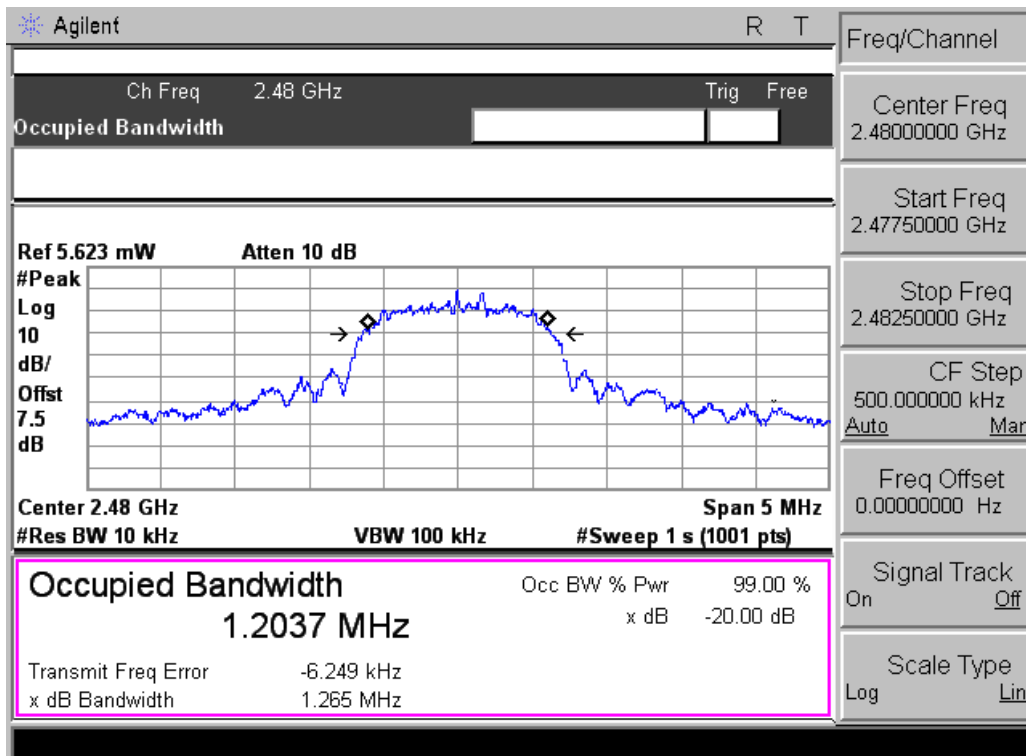 Agilent R T
Freq/Channel
Ch Freq 2.48 GHz Trig Free
Occupied Bandwidth
Center Freq
2.48000000 GHz
Start Freq
2.47750000 GHz
Ref 5.623 mW Atten 10 dB
#Peak
Log
10
dB/
Offst
7.5
dB
Stop Freq
2.48250000 GHz
CF Step
500.000000 kHz
Auto Man
Center 2.48 GHz Span 5 MHz
#Res BW 10 kHz VBW 100 kHz #Sweep 1 s (1001 pts)
Freq Offset
0.00000000 Hz
Occupied Bandwidth Occ BW % Pwr 99.00 %
1.2037 MHz x dB -20.00 dB
Transmit Freq Error -6.249 kHz
x dB Bandwidth 1.265 MHz
Signal Track
On Off
Scale Type
Log Lin